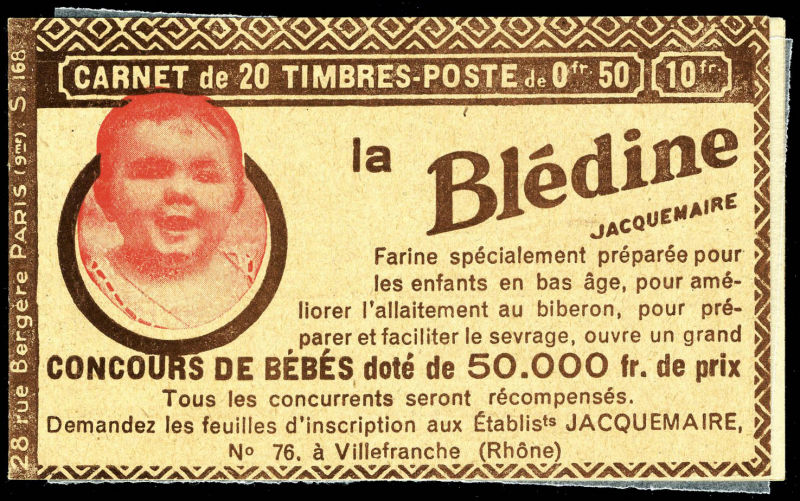 CARNET de 20 TIMBRES-POSTE de 0fr 50 10fr
28 rue Bergère PARIS (9me). S. 168.
la Blédine
JACQUEMAIRE
Farine spécialement préparée pour
les enfants en bas âge, pour amé-
liorer l'allaitement au biberon, pour pré-
parer et faciliter le sevrage, ouvre un grand
CONCOURS DE BÉBÉS doté de 50.000 fr. de prix
Tous les concurrents seront récompensés.
Demandez les feuilles d'inscription aux Établists JACQUEMAIRE,
No 76. à Villefranche (Rhône)